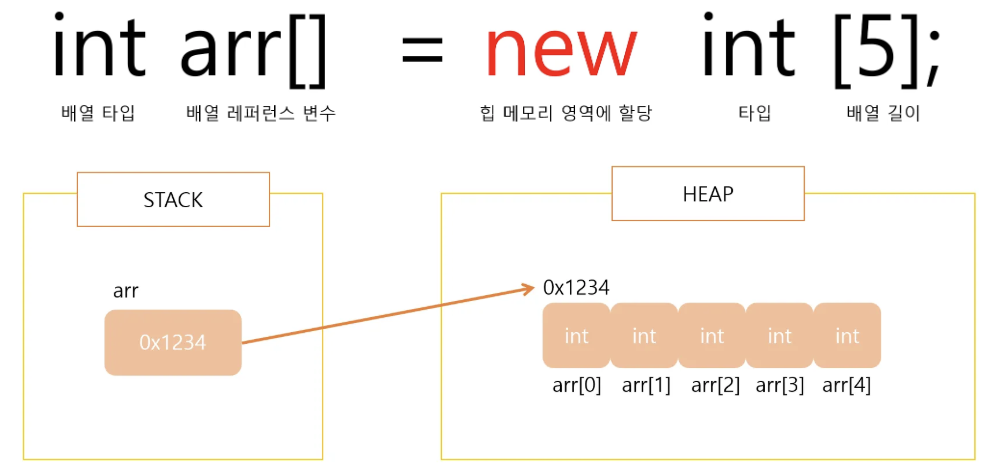 int arr[] = new int [5];
배열 타입 배열 레퍼런스 변수 힙 메모리 영역에 할당 타입 배열 길이
STACK HEAP
arr 0x1234
0x1234 int int int int int
arr[0] arr[1] arr[2] arr[3] arr[4]